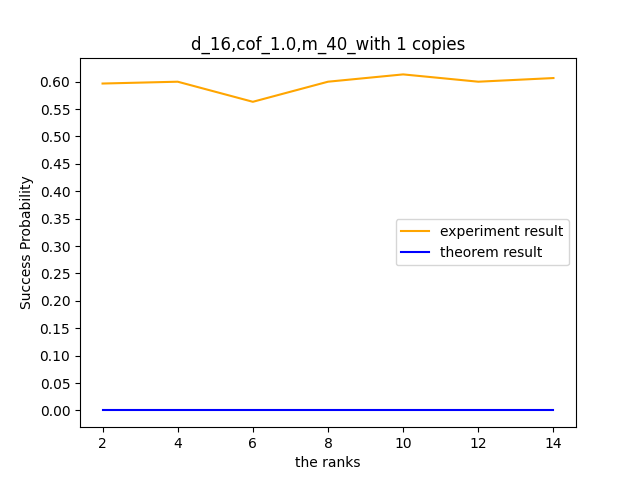 d_16,cof_1.0,m_40_with 1 copies
0.60
0.55
0.50
0.45
0.40
0.35
0.30
0.25
0.20
0.15
0.10
0.05
0.00
Success Probability
experiment result
theorem result
2 4 6 8 10 12 14
the ranks